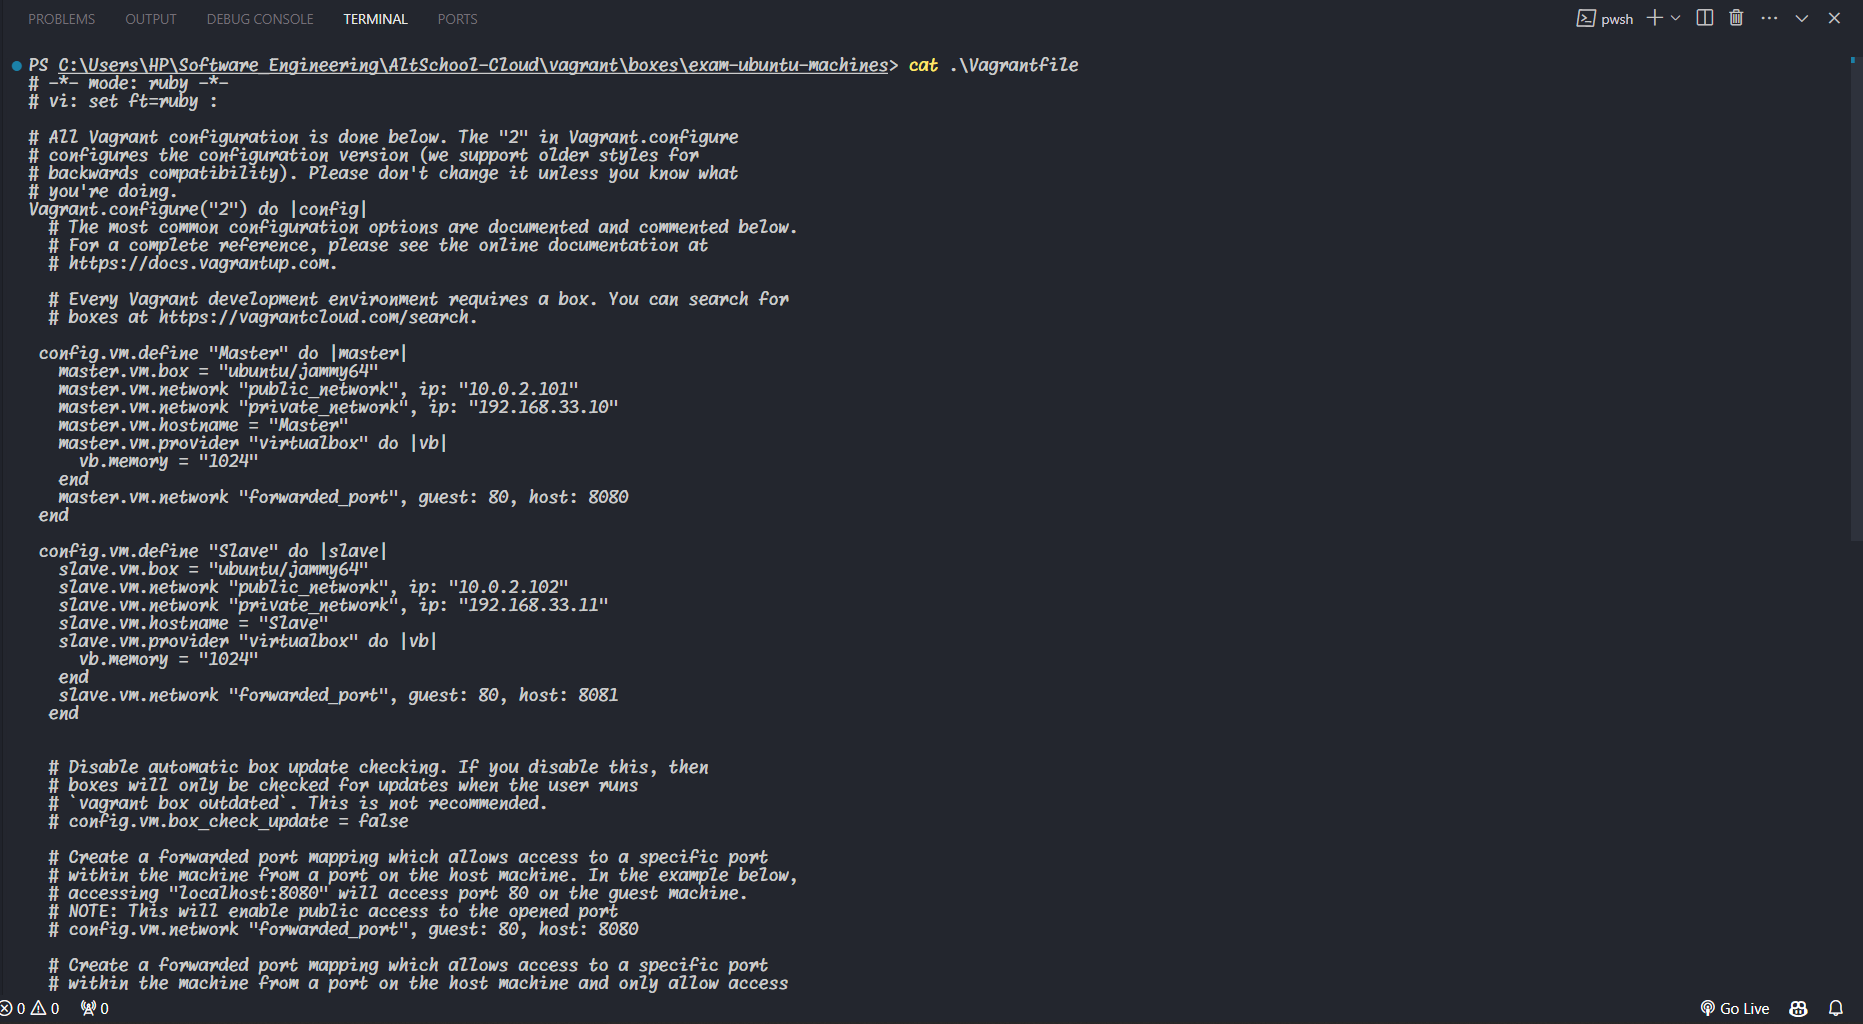 PROBLEMS OUTPUT DEBUG CONSOLE TERMINAL PORTS pwsh
PS C:\Users\HP\Software_Engineering\AltSchool-Cloud\vagrant\boxes\exam-ubuntu-machines> cat .\Vagrantfile
# -*- mode: ruby -*-
# vi: set ft=ruby :
# All Vagrant configuration is done below. The "2" in Vagrant.configure
# configures the configuration version (we support older styles for
# backwards compatibility). Please don't change it unless you know what
# you're doing.
Vagrant.configure("2") do |config|
# The most common configuration options are documented and commented below.
# For a complete reference, please see the online documentation at
# https://docs.vagrantup.com.
# Every Vagrant development environment requires a box. You can search for
# boxes at https://vagrantcloud.com/search.
config.vm.define "Master" do |master|
master.vm.box = "ubuntu/jammy64"
master.vm.network "public_network", ip: "10.0.2.101"
master.vm.network "private_network", ip: "192.168.33.10"
master.vm.hostname = "Master"
master.vm.provider "virtualbox" do |vb|
vb.memory = "1024"
end
master.vm.network "forwarded_port", guest: 80, host: 8080
end
config.vm.define "Slave" do |slave|
slave.vm.box = "ubuntu/jammy64"
slave.vm.network "public_network", ip: "10.0.2.102"
slave.vm.network "private_network", ip: "192.168.33.11"
slave.vm.hostname = "Slave"
slave.vm.provider "virtualbox" do |vb|
vb.memory = "1024"
end
slave.vm.network "forwarded_port", guest: 80, host: 8081
end
# Disable automatic box update checking. If you disable this, then
# boxes will only be checked for updates when the user runs
# `vagrant box outdated`. This is not recommended.
# config.vm.box_check_update = false
# Create a forwarded port mapping which allows access to a specific port
# within the machine from a port on the host machine. In the example below,
# accessing "localhost:8080" will access port 80 on the guest machine.
# NOTE: This will enable public access to the opened port
# config.vm.network "forwarded_port", guest: 80, host: 8080
# Create a forwarded port mapping which allows access to a specific port
# within the machine from a port on the host machine and only allow access
0 0 0 Go Live